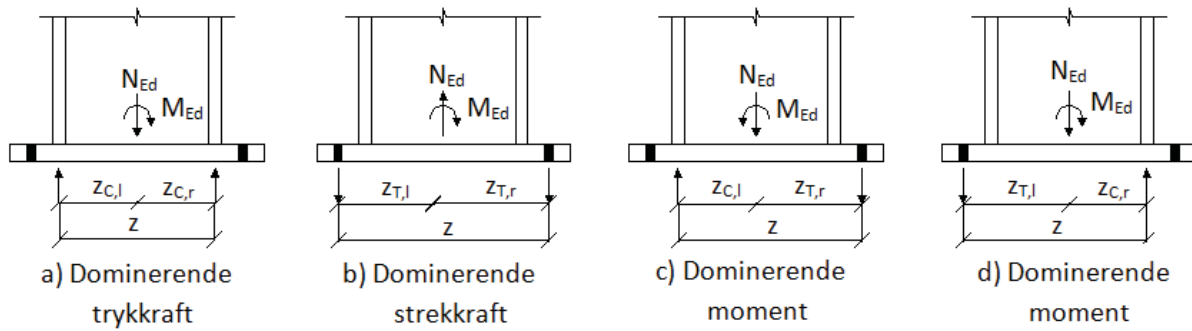 N_Ed
M_Ed
z_C,l z_C,r
z
a) Dominerende
trykkraft
N_Ed
M_Ed
z_T,l z_T,r
z
b) Dominerende
strekkraft
N_Ed
M_Ed
z_C,l z_T,r
z
c) Dominerende
moment
N_Ed
M_Ed
z_T,l z_C,r
z
d) Dominerende
moment